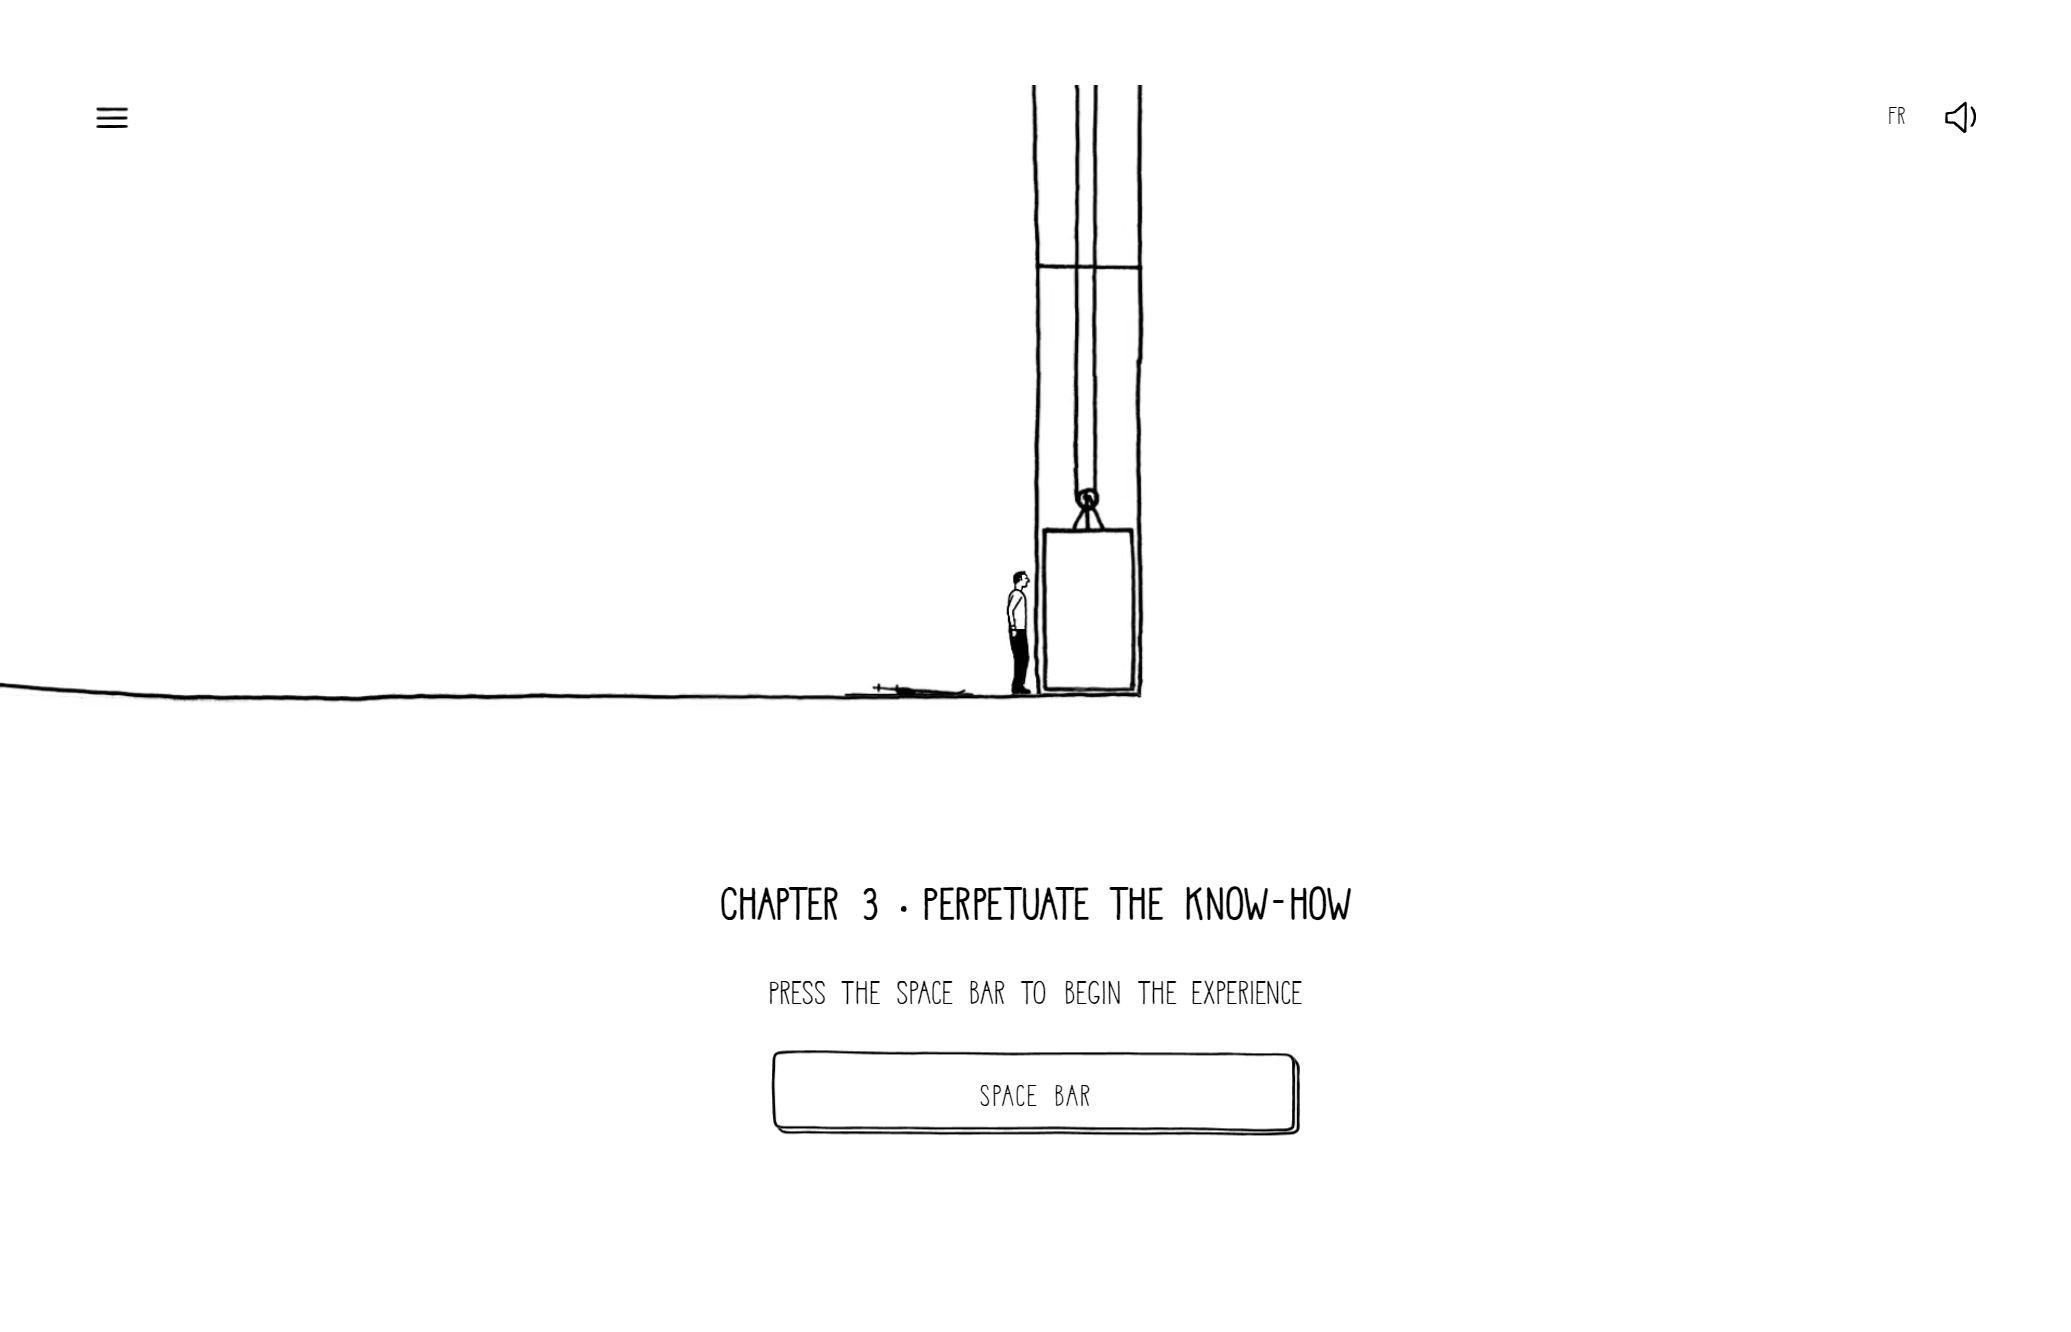 FR
CHAPTER 3 · PERPETUATE THE KNOW-HOW
PRESS THE SPACE BAR TO BEGIN THE EXPERIENCE
SPACE BAR